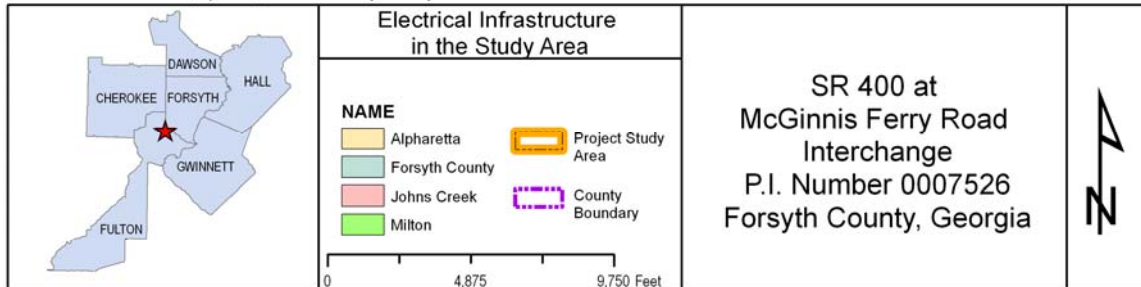 DAWSON
HALL
CHEROKEE
FORSYTH
GWINNETT
FULTON
Electrical Infrastructure
in the Study Area
NAME
Alpharetta
Forsyth County
Johns Creek
Milton
Project Study
Area
County
Boundary
0 4,875 9,750 Feet
SR 400 at
McGinnis Ferry Road
Interchange
P.I. Number 0007526
Forsyth County, Georgia
N